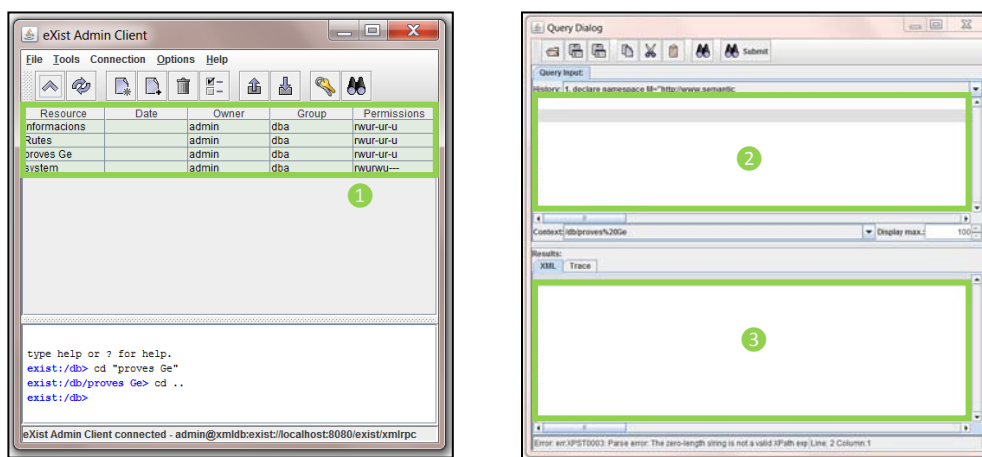 eXist Admin Client
File Tools Connection Options Help
Resource Date Owner Group Permissions
nformacions admin dba rwur-ur-u
Rutes admin dba rwur-ur-u
proves Ge admin dba rwur-ur-u
system admin dba rwurwu---
1
type help or ? for help.
exist:/db> cd "proves Ge"
exist:/db/proves Ge> cd ..
exist:/db>
eXist Admin Client connected - admin@xmldb:exist://localhost:8080/exist/xmlrpc
Query Dialog
Submit
Query Input:
History: 1. declare namespace M="http://www.semantic
2
Context: /db/proves%20Ge Display max.: 100
Results:
XML Trace
3
Error: err:XPST0003: Parse error: The zero-length string is not a valid XPath exp Line: 2 Column:1